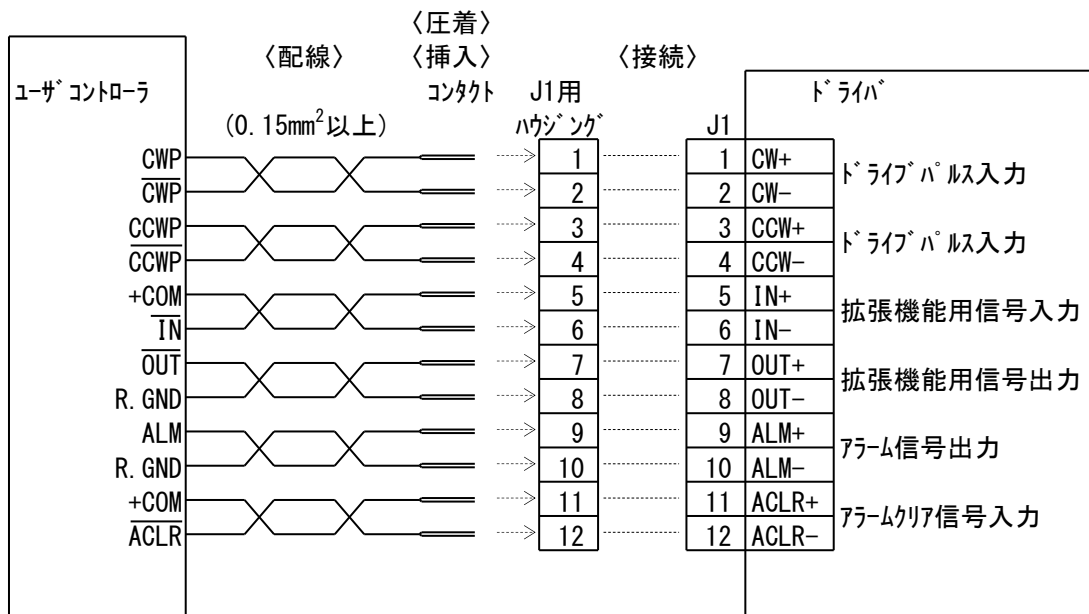 〈圧着〉
〈配線〉 〈挿入〉 〈接続〉
ﾕｰｻﾞｺﾝﾄﾛｰﾗ ｺﾝﾀｸﾄ J1用 ﾄﾞﾗｲﾊﾞ
(0.15mm²以上) ﾊｳｼﾞﾝｸﾞ J1
CWP 1 1 CW+
ﾄﾞﾗｲﾌﾞﾊﾟﾙｽ入力
C̅W̅P̅ 2 2 CW-
CCWP 3 3 CCW+
ﾄﾞﾗｲﾌﾞﾊﾟﾙｽ入力
C̅C̅W̅P̅ 4 4 CCW-
+COM 5 5 IN+
拡張機能用信号入力
I̅N̅ 6 6 IN-
O̅U̅T̅ 7 7 OUT+
拡張機能用信号出力
R.GND 8 8 OUT-
ALM 9 9 ALM+
ｱﾗｰﾑ信号出力
R.GND 10 10 ALM-
+COM 11 11 ACLR+
ｱﾗｰﾑｸﾘｱ信号入力
A̅C̅L̅R̅ 12 12 ACLR-